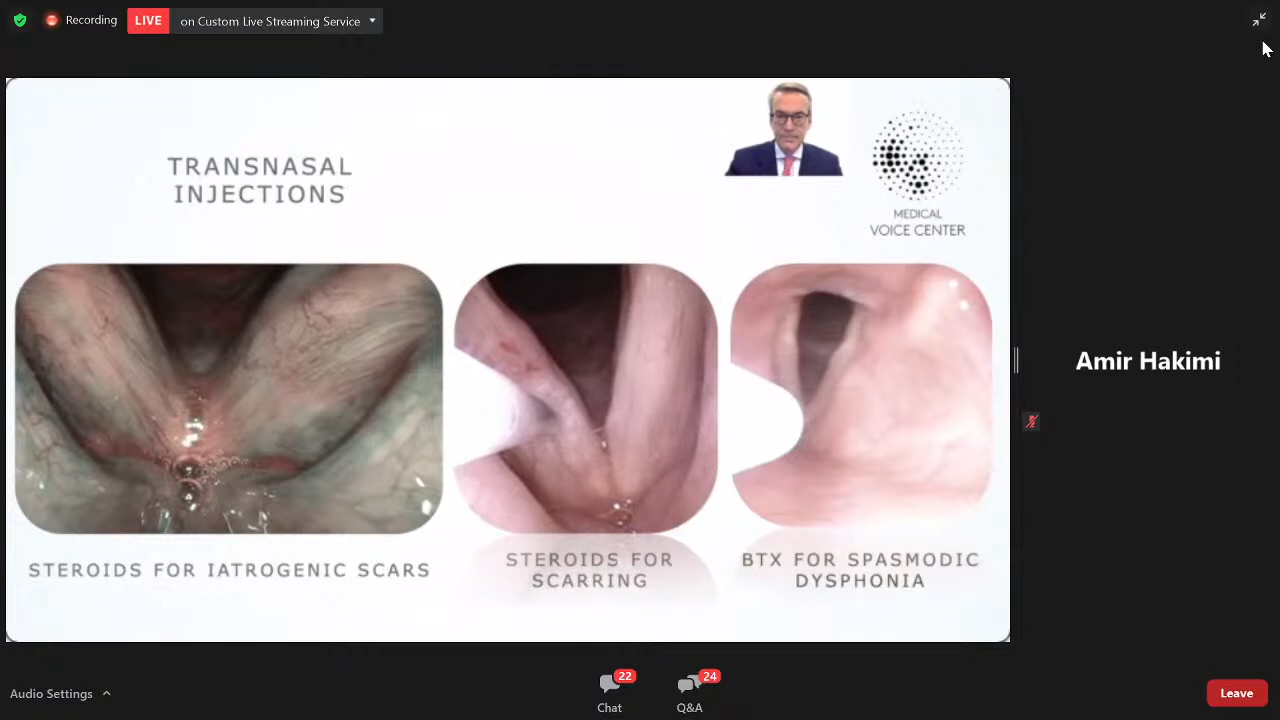 Recording
LIVE
on Custom Live Streaming Service
TRANSNASAL
INJECTIONS
MEDICAL
VOICE CENTER
Amir Hakimi
STEROIDS FOR IATROGENIC SCARS
STEROIDS FOR
SCARRING
BTX FOR SPASMODIC
DYSPHONIA
Audio Settings
22
Chat
24
Q&A
Leave